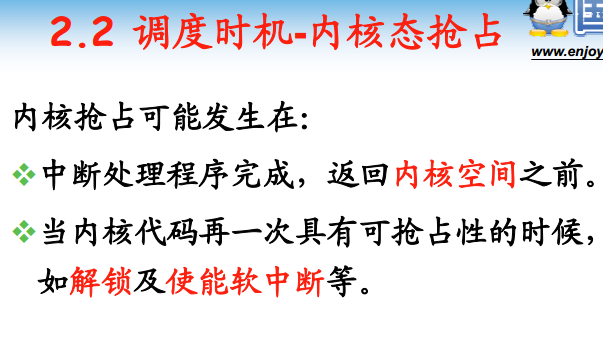 2.2 调度时机-内核态抢占
www.enjoy
内核抢占可能发生在:
中断处理程序完成，返回内核空间之前。
当内核代码再一次具有可抢占性的时候，
如解锁及使能软中断等。